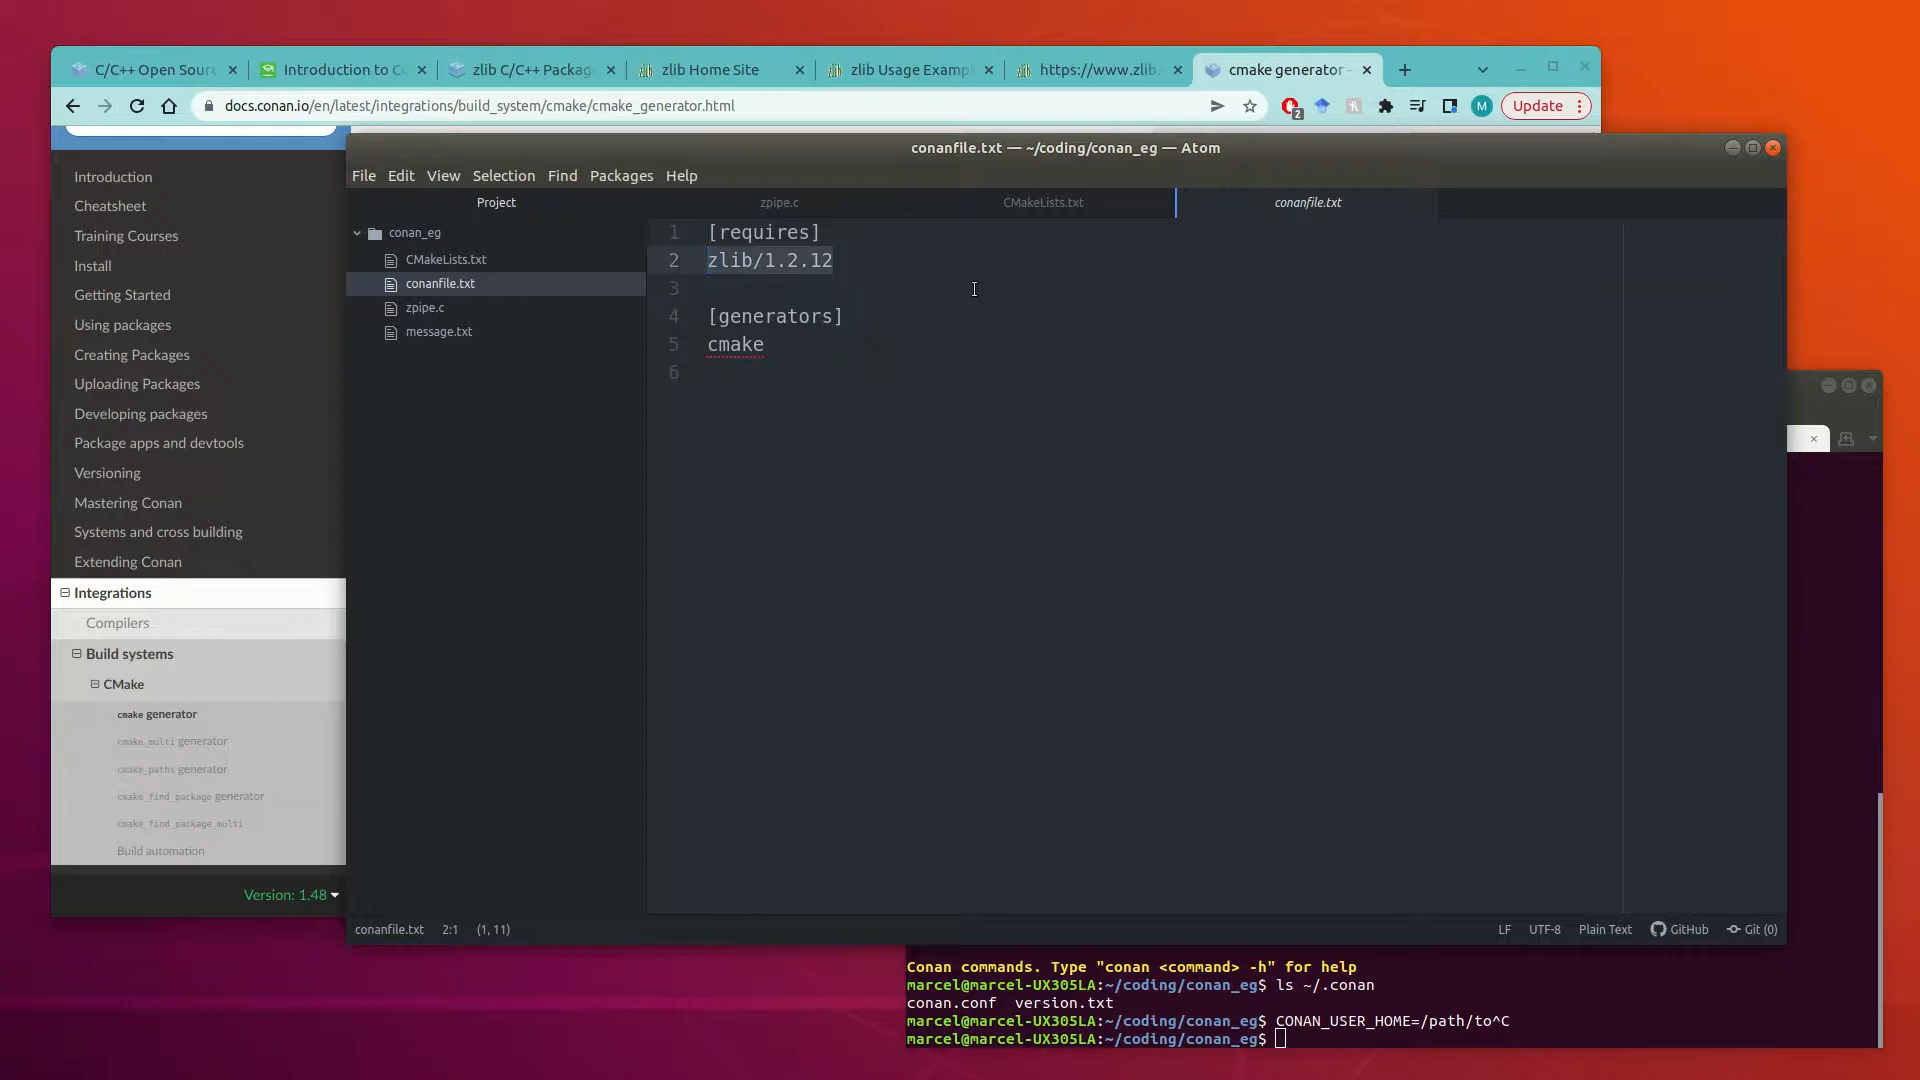 C/C++ Open Sourc
Introduction to Co
zlib C/C++ Packag
zlib Home Site
zlib Usage Exampl
https://www.zlib.
cmake generator -
docs.conan.io/en/latest/integrations/build_system/cmake/cmake_generator.html
2
M
Update
conanfile.txt — ~/coding/conan_eg — Atom
File Edit View Selection Find Packages Help
Project
zpipe.c
CMakeLists.txt
conanfile.txt
conan_eg
CMakeLists.txt
conanfile.txt
zpipe.c
message.txt
1 [requires]
2 zlib/1.2.12
3
4 [generators]
5 cmake
6
Introduction
Cheatsheet
Training Courses
Install
Getting Started
Using packages
Creating Packages
Uploading Packages
Developing packages
Package apps and devtools
Versioning
Mastering Conan
Systems and cross building
Extending Conan
Integrations
Compilers
Build systems
CMake
cmake generator
cmake_multi generator
cmake_paths generator
cmake_find_package generator
cmake_find_package_multi
Build automation
Version: 1.48
conanfile.txt 2:1 (1, 11)
LF UTF-8 Plain Text GitHub Git (0)
Conan commands. Type "conan <command> -h" for help
marcel@marcel-UX305LA:~/coding/conan_eg$ ls ~/.conan
conan.conf version.txt
marcel@marcel-UX305LA:~/coding/conan_eg$ CONAN_USER_HOME=/path/to^C
marcel@marcel-UX305LA:~/coding/conan_eg$